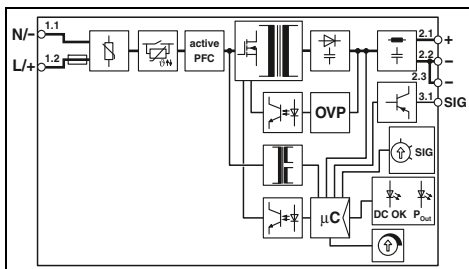 N/− 1.1
L/+ 1.2
active
PFC
2.1 +
2.2 −
2.3 −
3.1 SIG
OVP
SIG
µC
DC OK P Out
ϑ